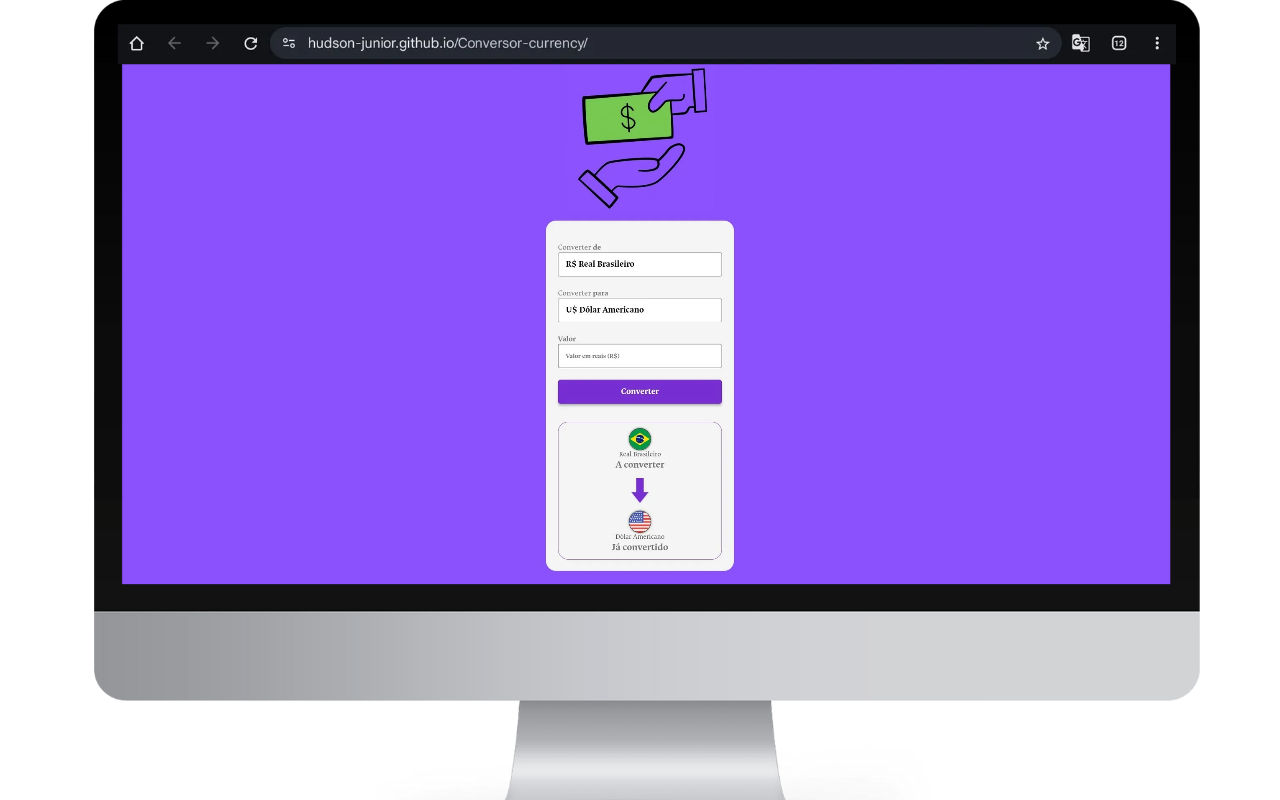 hudson-junior.github.io/Conversor-currency/
12
$
Converter de
R$ Real Brasileiro
Converter para
U$ Dólar Americano
Valor
Valor em reais (R$)
Converter
Real Brasileiro
A converter
Dólar Americano
Já convertido